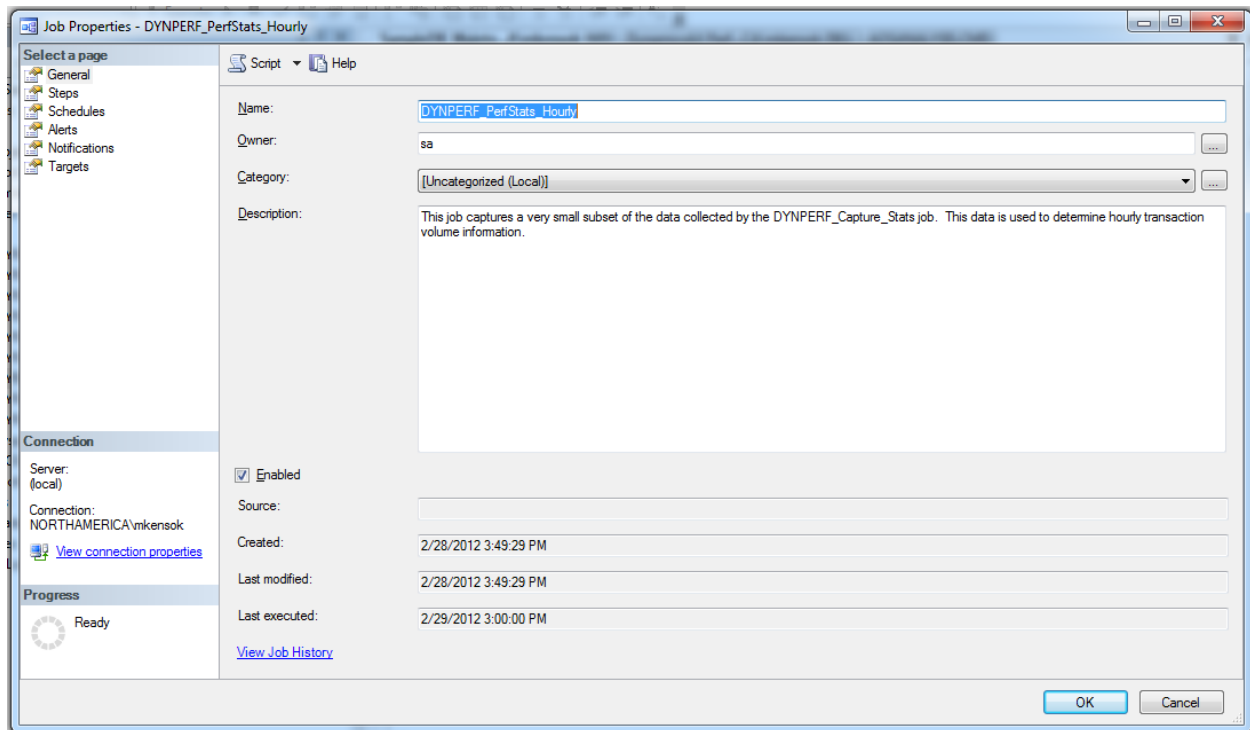 Job Properties - DYNPERF_PerfStats_Hourly
Select a page
General
Steps
Schedules
Alerts
Notifications
Targets
Script
Help
Name:
DYNPERF_PerfStats_Hourly
Owner:
sa
...
Category:
[Uncategorized (Local)]
...
Description:
This job captures a very small subset of the data collected by the DYNPERF_Capture_Stats job.  This data is used to determine hourly transaction
volume information.
Enabled
Source:
Created:
2/28/2012 3:49:29 PM
Last modified:
2/28/2012 3:49:29 PM
Last executed:
2/29/2012 3:00:00 PM
View Job History
Connection
Server:
(local)
Connection:
NORTHAMERICA\mkensok
View connection properties
Progress
Ready
OK
Cancel